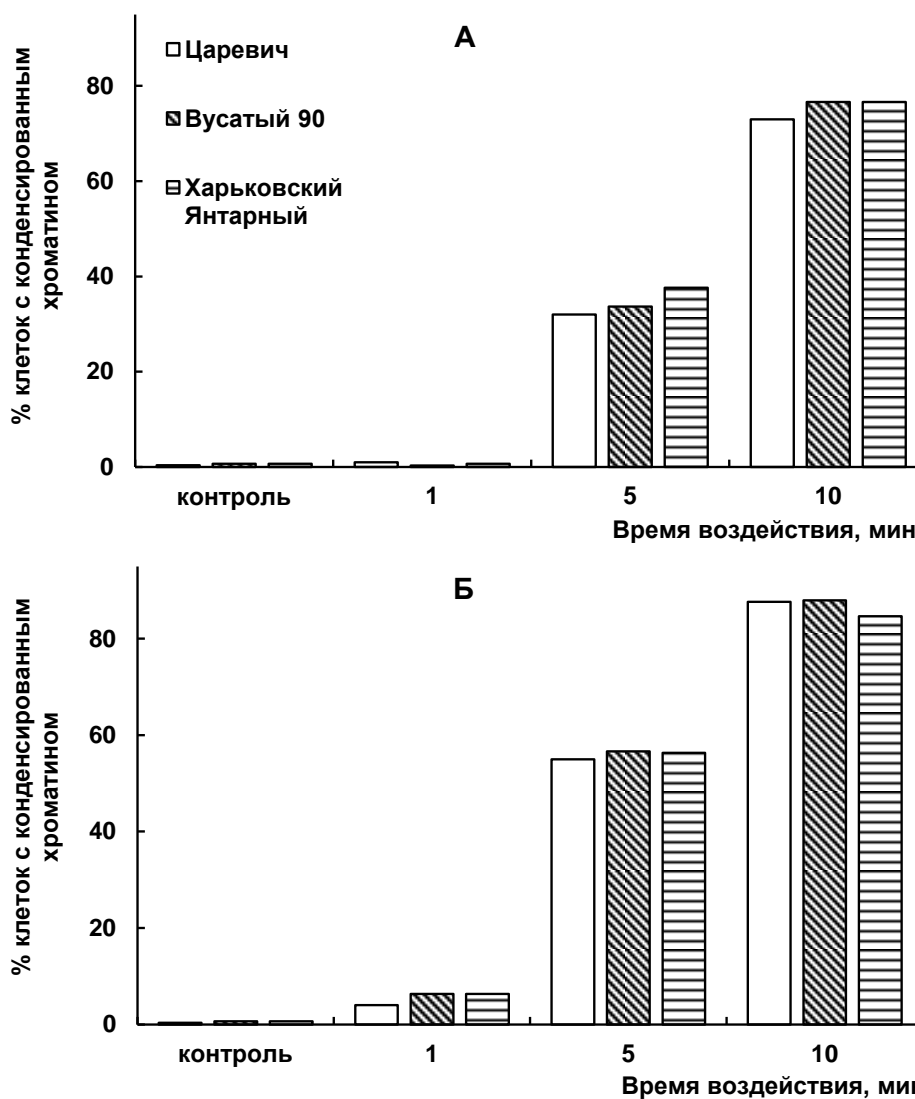 А
Царевич
Вусатый 90
Харьковский
Янтарный
% клеток с конденсированным
хроматином
80
60
40
20
0
контроль 1 5 10
Время воздействия, мин
Б
% клеток с конденсированным
хроматином
80
60
40
20
0
контроль 1 5 10
Время воздействия, мин